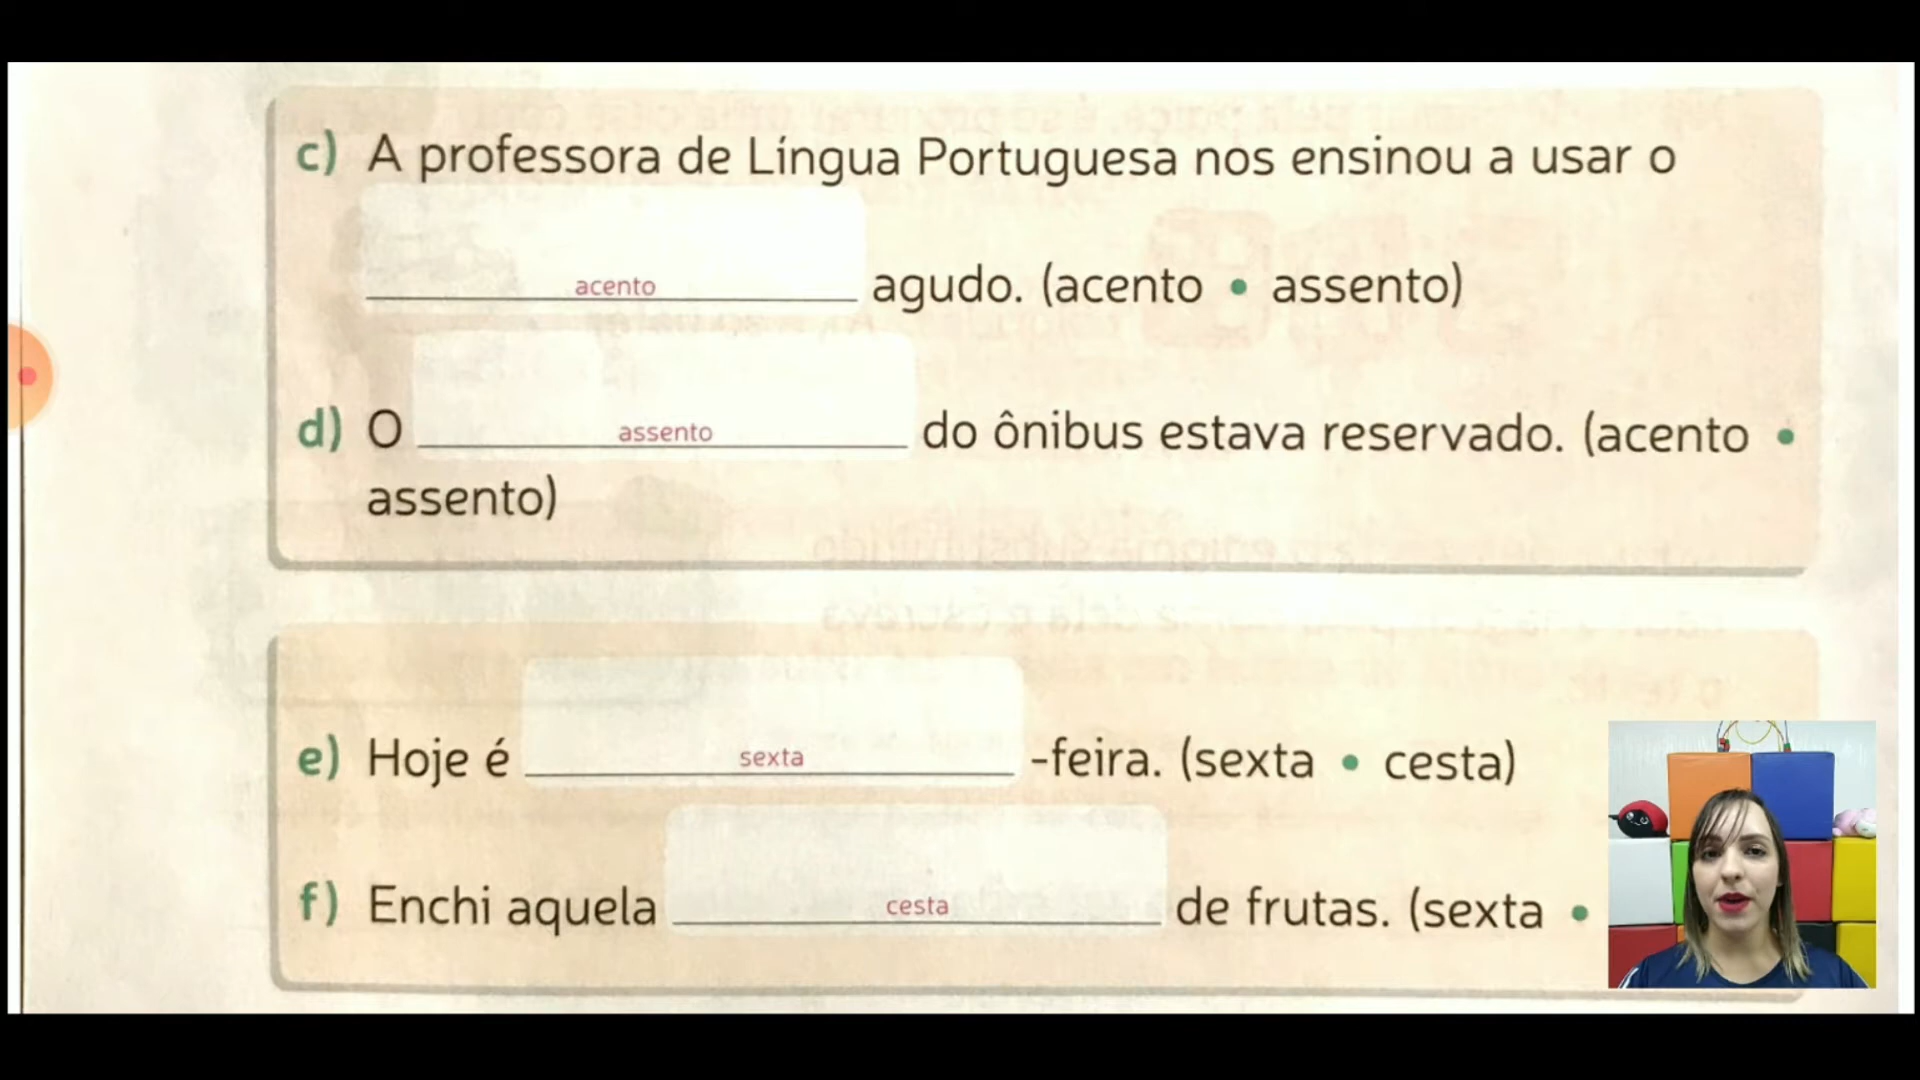 c) A professora de Língua Portuguesa nos ensinou a usar o
acento agudo. (acento • assento)
d) O assento do ônibus estava reservado. (acento •
assento)
e) Hoje é sexta -feira. (sexta • cesta)
f) Enchi aquela cesta de frutas. (sexta •